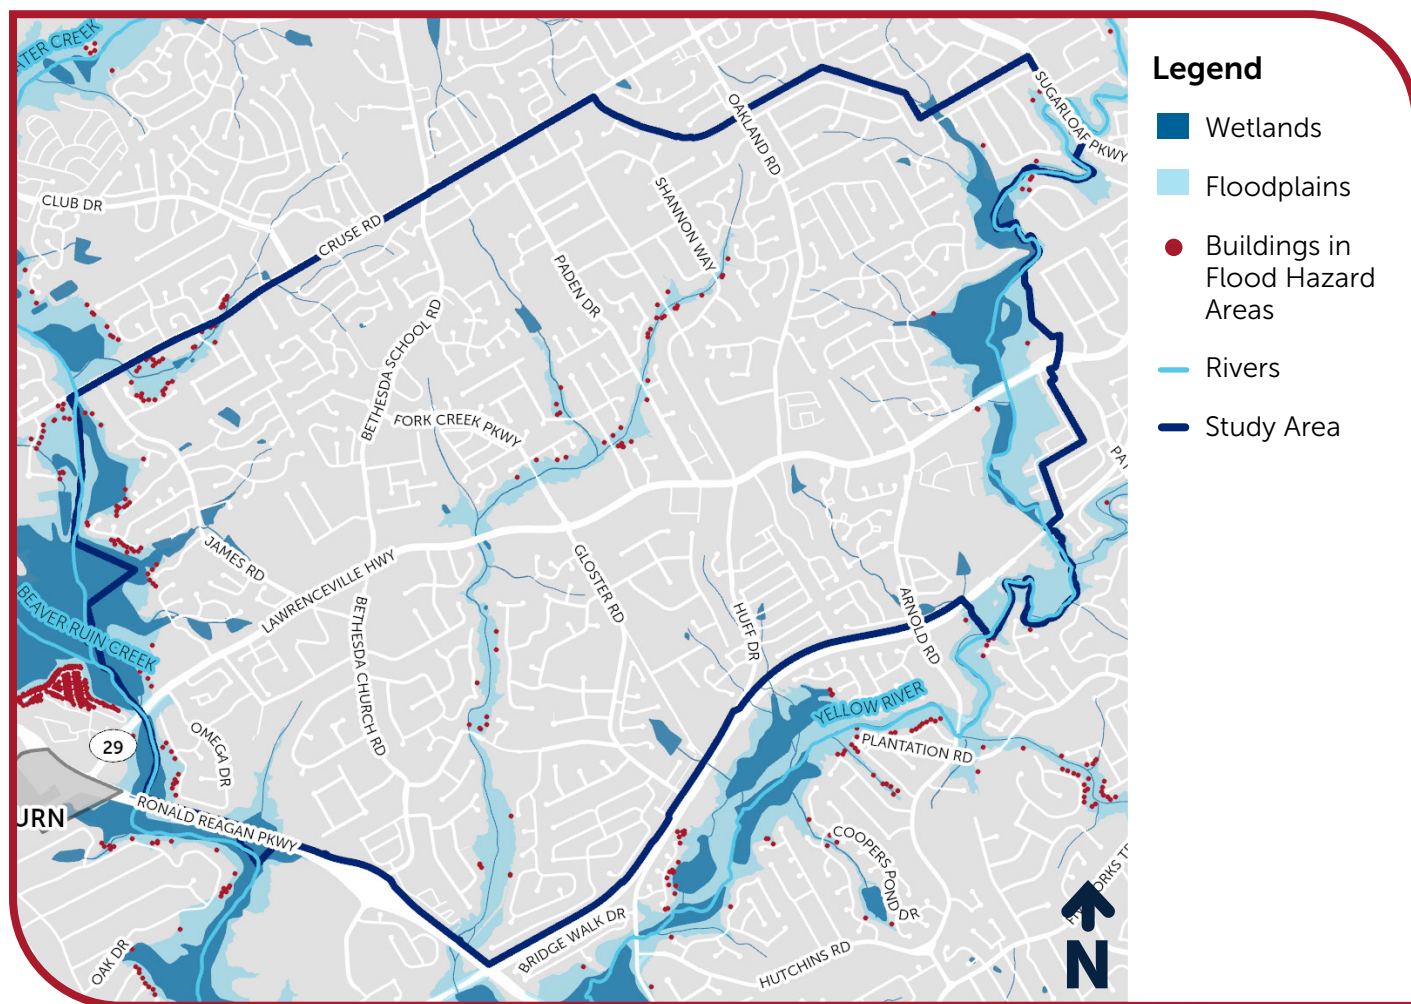 ATER CREEK
SUGARLOAF PKWY
OAKLAND RD
CLUB DR
SHANNON WAY
CRUSE RD
PADEN DR
BETHESDA SCHOOL RD
FORK CREEK PKWY
JAMES RD
LAWRENCEVILLE HWY
GLOSTER RD
BEAVER RUIN CREEK
BETHESDA CHURCH RD
HUFF DR
ARNOLD RD
YELLOW RIVER
PLANTATION RD
29
OMEGA DR
URN
RONALD REAGAN PKWY
COOPERS POND DR
BRIDGE WALK DR
OAK DR
HUTCHINS RD
N
Legend
Wetlands
Floodplains
Buildings in
Flood Hazard
Areas
Rivers
Study Area